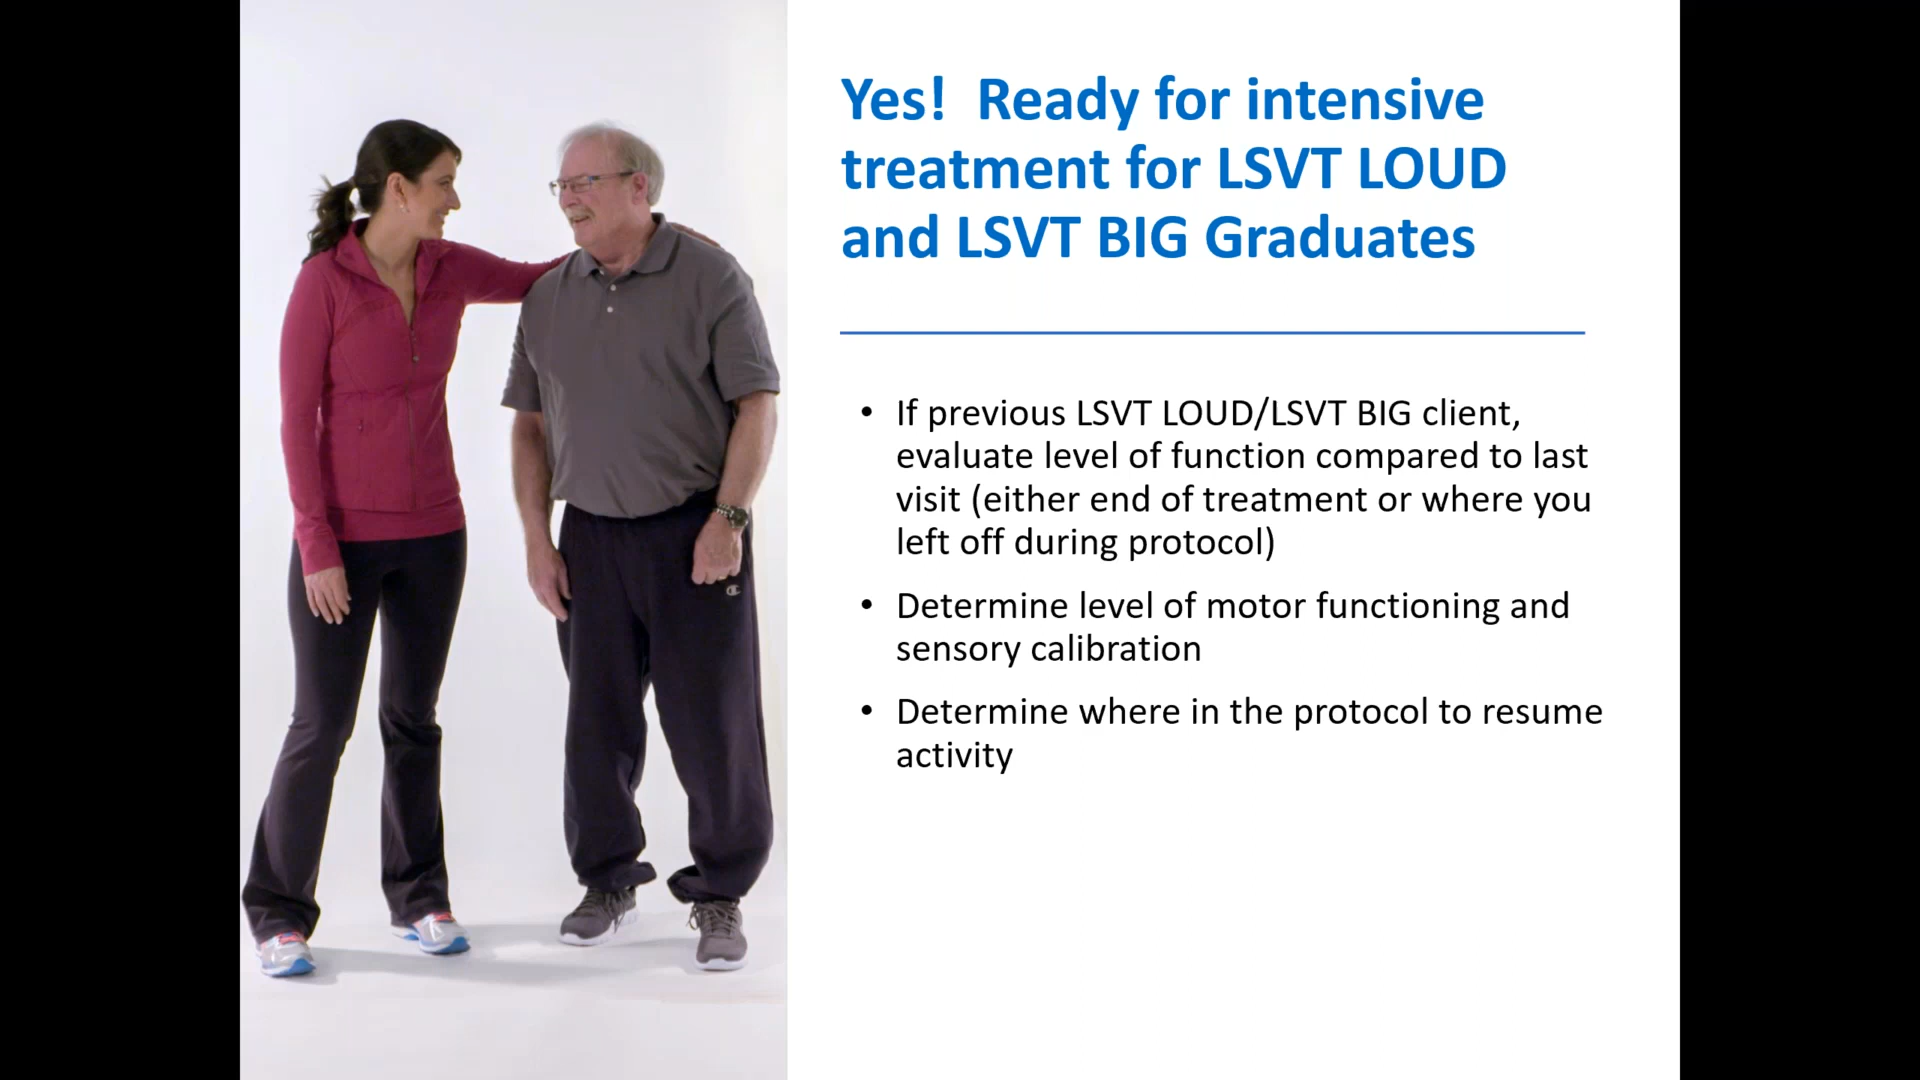 Yes!  Ready for intensive
treatment for LSVT LOUD
and LSVT BIG Graduates
• If previous LSVT LOUD/LSVT BIG client,
evaluate level of function compared to last
visit (either end of treatment or where you
left off during protocol)
• Determine level of motor functioning and
sensory calibration
• Determine where in the protocol to resume
activity